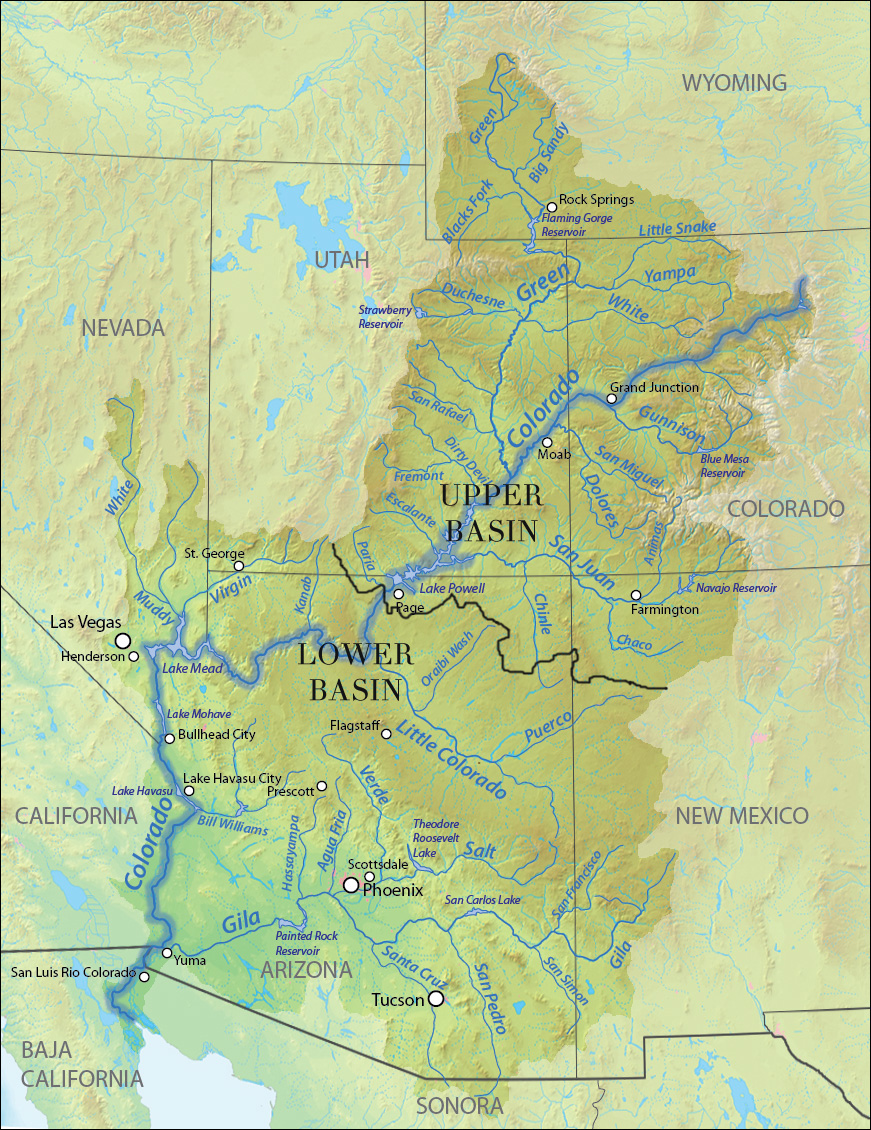 WYOMING
Green
Big Sandy
Blacks Fork
Rock Springs
Flaming Gorge
Reservoir
Little Snake
UTAH
Green
Yampa
Duchesne
White
Strawberry
Reservoir
NEVADA
Colorado
Grand Junction
San Rafael
Gunnison
Dirty Devil
Moab
San Miguel
Blue Mesa
Reservoir
Fremont
White
UPPER
BASIN
Dolores
COLORADO
Escalante
Animas
St. George
Paria
San Juan
Virgin
Kanab
Lake Powell
Navajo Reservoir
Muddy
Page
Chinle
Farmington
Las Vegas
Henderson
Lake Mead
LOWER
BASIN
Oraibi Wash
Chaco
Lake Mohave
Bullhead City
Flagstaff
Little Colorado
Puerco
Lake Havasu City
Lake Havasu
Prescott
Verde
CALIFORNIA
Colorado
Bill Williams
Hassayampa
Agua Fria
Theodore
Roosevelt
Lake
NEW MEXICO
Salt
Scottsdale
Phoenix
San Francisco
San Carlos Lake
Gila
Painted Rock
Reservoir
Gila
Yuma
ARIZONA
Santa Cruz
San Simon
San Luis Rio Colorado
San Pedro
Tucson
BAJA
CALIFORNIA
SONORA